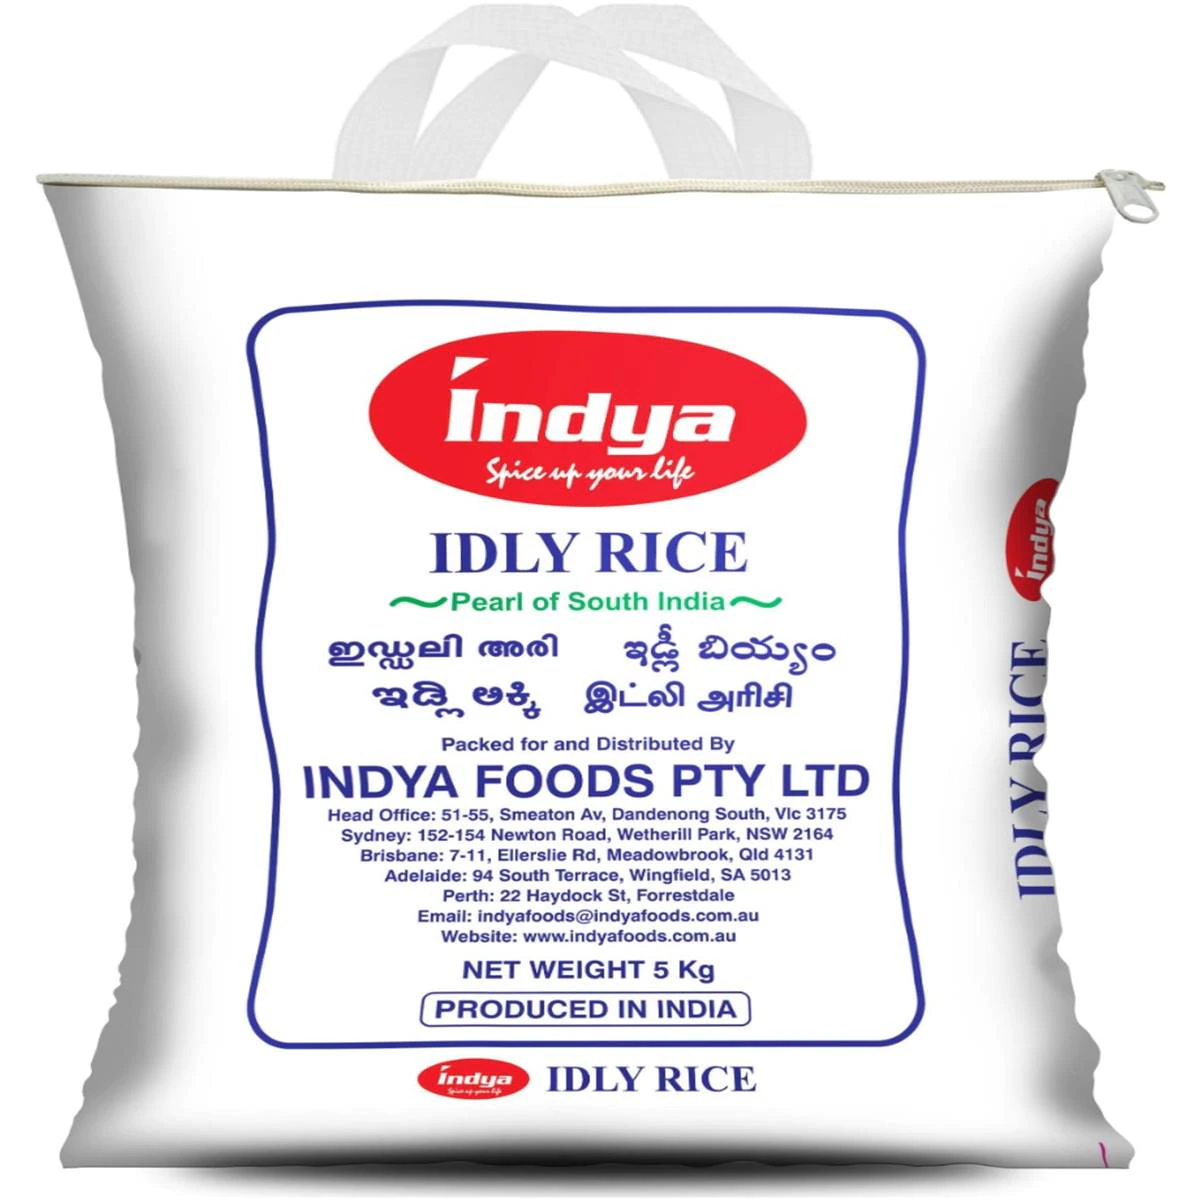 indya
Spice up your life
IDLY RICE
~Pearl of South India~
ഇഡ്ഡലി അരി ఇడ్లీ బియ్యం
ಇಡ್ಲಿ ಅಕ್ಕಿ இட்லி அரிசி
Packed for and Distributed By
INDYA FOODS PTY LTD
Head Office: 51-55, Smeaton Av, Dandenong South, Vic 3175
Sydney: 152-154 Newton Road, Wetherill Park, NSW 2164
Brisbane: 7-11, Ellerslie Rd, Meadowbrook, Qld 4131
Adelaide: 94 South Terrace, Wingfield, SA 5013
Perth: 22 Haydock St, Forrestdale
Email: indyafoods@indyafoods.com.au
Website: www.indyafoods.com.au
NET WEIGHT 5 Kg
PRODUCED IN INDIA
indya
Spice up your life
IDLY RICE
indya
IDLY RICE